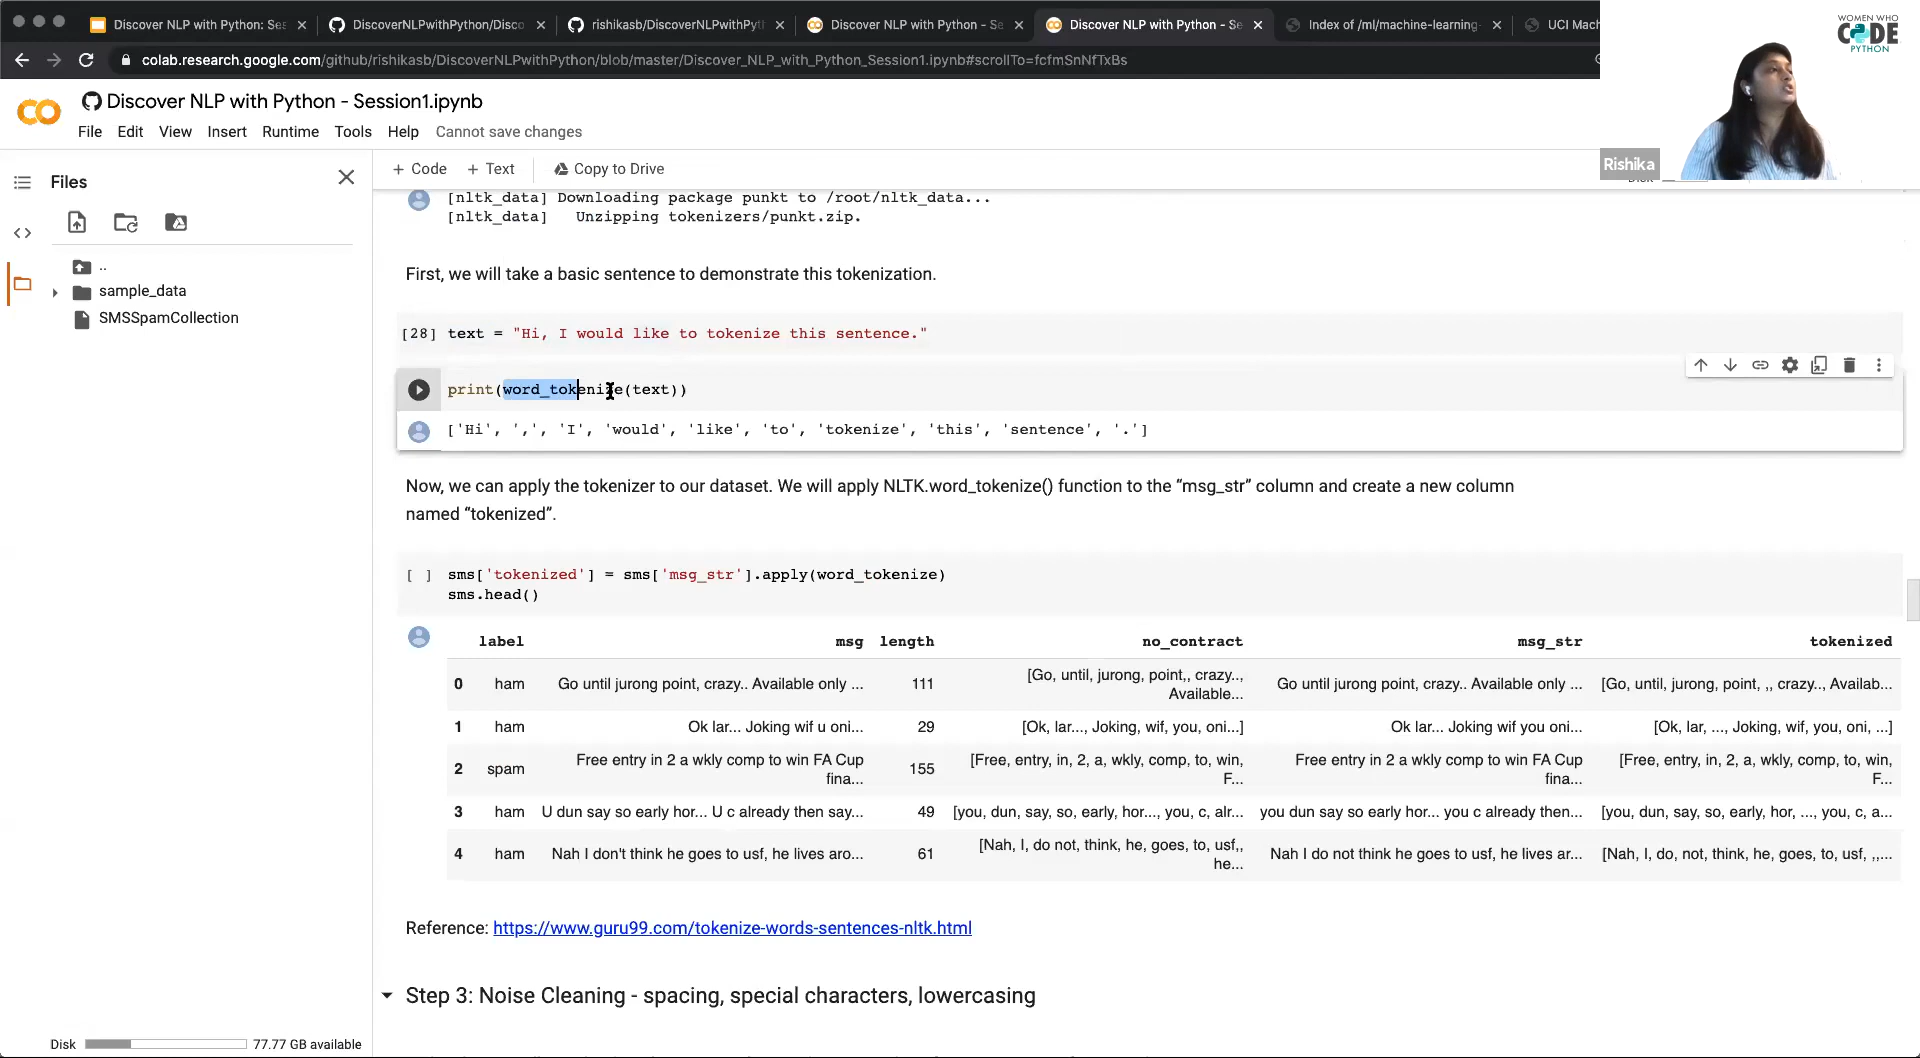 Discover NLP with Python: Ses
DiscoverNLPwithPython/Disco
rishikasb/DiscoverNLPwithPyt
Discover NLP with Python - Se
Discover NLP with Python - Se
Index of /ml/machine-learning-
UCI Mach
WOMEN WHO
CODE
PYTHON
colab.research.google.com/github/rishikasb/DiscoverNLPwithPython/blob/master/Discover_NLP_with_Python_Session1.ipynb#scrollTo=fcfmSnNfTxBs
Discover NLP with Python - Session1.ipynb
File Edit View Insert Runtime Tools Help Cannot save changes
Rishika
Files
+ Code + Text Copy to Drive
Disk
[nltk_data] Downloading package punkt to /root/nltk_data...
[nltk_data]   Unzipping tokenizers/punkt.zip.
..
sample_data
SMSSpamCollection
First, we will take a basic sentence to demonstrate this tokenization.
[28] text = "Hi, I would like to tokenize this sentence."
print(word_tokenize(text))
['Hi', ',', 'I', 'would', 'like', 'to', 'tokenize', 'this', 'sentence', '.']
Now, we can apply the tokenizer to our dataset. We will apply NLTK.word_tokenize() function to the “msg_str” column and create a new column
named “tokenized”.
[ ] sms['tokenized'] = sms['msg_str'].apply(word_tokenize)
sms.head()
label msg length no_contract msg_str tokenized
0 ham Go until jurong point, crazy.. Available only ... 111 [Go, until, jurong, point,, crazy.., Available... Go until jurong point, crazy.. Available only ... [Go, until, jurong, point, ,, crazy.., Availab...
1 ham Ok lar... Joking wif u oni... 29 [Ok, lar..., Joking, wif, you, oni...] Ok lar... Joking wif you oni... [Ok, lar, ..., Joking, wif, you, oni, ...]
2 spam Free entry in 2 a wkly comp to win FA Cup fina... 155 [Free, entry, in, 2, a, wkly, comp, to, win, F... Free entry in 2 a wkly comp to win FA Cup fina... [Free, entry, in, 2, a, wkly, comp, to, win, F...
3 ham U dun say so early hor... U c already then say... 49 [you, dun, say, so, early, hor..., you, c, alr... you dun say so early hor... you c already then... [you, dun, say, so, early, hor, ..., you, c, a...
4 ham Nah I don't think he goes to usf, he lives aro... 61 [Nah, I, do not, think, he, goes, to, usf,, he... Nah I do not think he goes to usf, he lives ar... [Nah, I, do, not, think, he, goes, to, usf, ,,...
Reference: https://www.guru99.com/tokenize-words-sentences-nltk.html
Step 3: Noise Cleaning - spacing, special characters, lowercasing
Disk 77.77 GB available